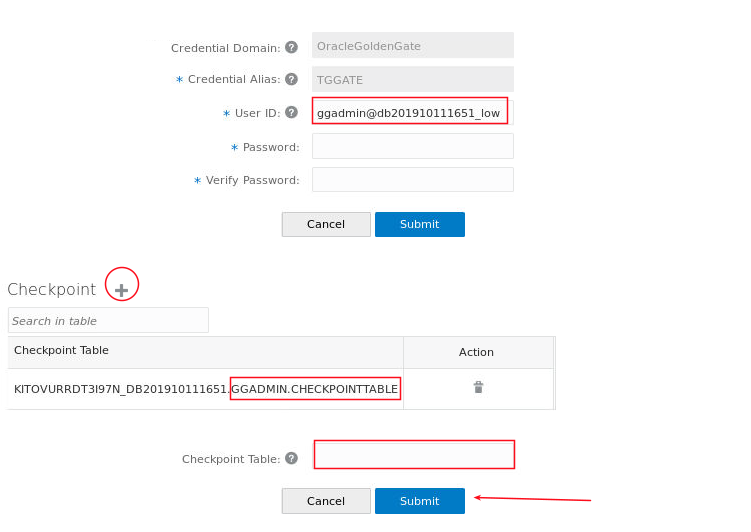 Credential Domain: ? OracleGoldenGate
* Credential Alias: ? TGGATE
* User ID: ? ggadmin@db201910111651_low
* Password:
* Verify Password:
Cancel Submit
Checkpoint +
Search in table
Checkpoint Table Action
KITOVURRDT3I97N_DB201910111651.GGADMIN.CHECKPOINTTABLE
Checkpoint Table: ?
Cancel Submit